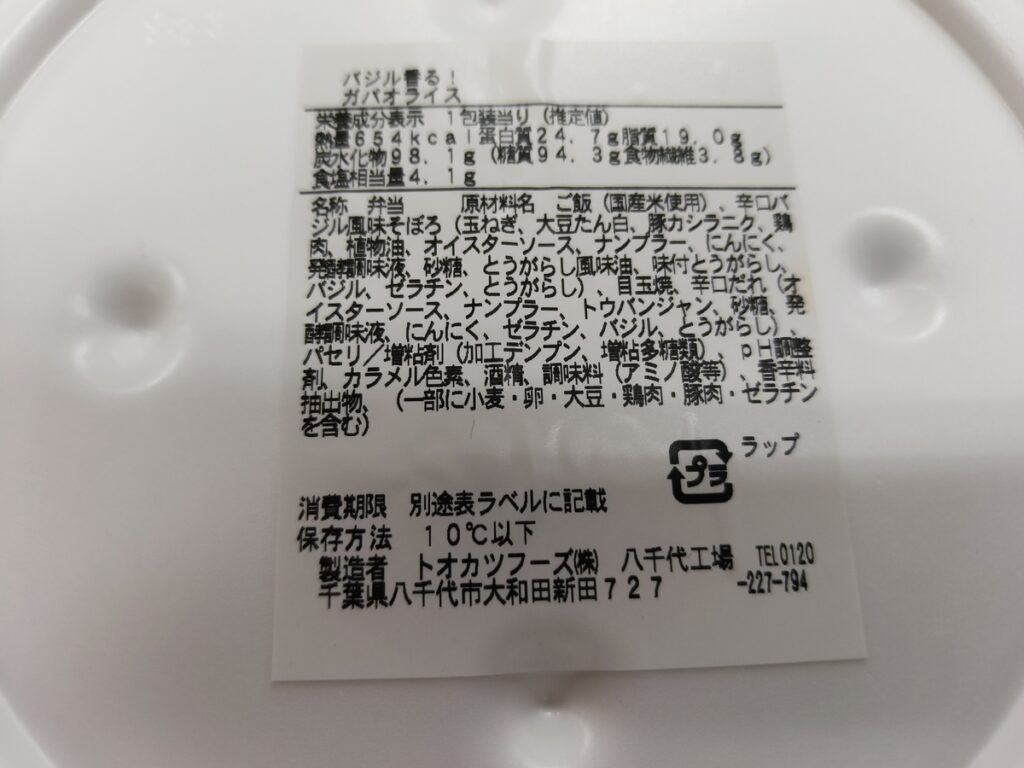 バジル香る！
ガパオライス
栄養成分表示 1包装当り (推定値)
熱量654kcal蛋白質24.7g脂質19.0g
炭水化物98.1g (糖質94.3g食物繊維3.8g)
食塩相当量4.1g
名称 弁当 原材料名 ご飯（国産米使用）、辛口バ
ジル風味そぼろ（玉ねぎ、大豆たん白、豚カシラニク、鶏
肉、植物油、オイスターソース、ナンプラー、にんにく、
発酵調味液、砂糖、とうがらし風味油、味付とうがらし、
バジル、ゼラチン、とうがらし）、目玉焼、辛口だれ（オ
イスターソース、ナンプラー、トウバンジャン、砂糖、発
酵調味液、にんにく、ゼラチン、バジル、とうがらし）、
パセリ／増粘剤（加工デンプン、増粘多糖類）、pH調整
剤、カラメル色素、酒精、調味料（アミノ酸等）、香辛料
抽出物、（一部に小麦・卵・大豆・鶏肉・豚肉・ゼラチン
を含む）
プラ ラップ
消費期限 別途表ラベルに記載
保存方法 10℃以下
製造者 トオカツフーズ㈱ 八千代工場 TEL0120
千葉県八千代市大和田新田727 -227-794